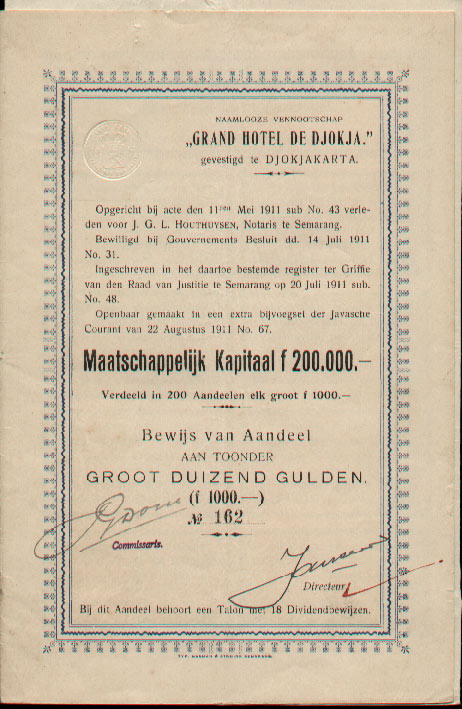 NAAMLOOZE VENNOOTSCHAP
„GRAND HOTEL DE DJOKJA."
gevestigd te DJOKJAKARTA.
Opgericht bij acte den 11den Mei 1911 sub No. 43 verle-
den voor J. G. L. HOUTHUYSEN, Notaris te Semarang.
Bewilligd bij Gouvernements Besluit dd. 14 Juli 1911
No. 31.
Ingeschreven in het daartoe bestemde register ter Griffie
van den Raad van Justitie te Semarang op 20 Juli 1911 sub.
No. 48.
Openbaar gemaakt in een extra bijvoegsel der Javasche
Courant van 22 Augustus 1911 No. 67.
Maatschappelijk Kapitaal f 200.000.—
Verdeeld in 200 Aandeelen elk groot f 1000.—
Bewijs van Aandeel
AAN TOONDER
GROOT DUIZEND GULDEN.
(f 1000.—)
№ 162
Commissaris.
Directeur
Bij dit Aandeel behoort een Talon met 18 Dividendbewijzen.